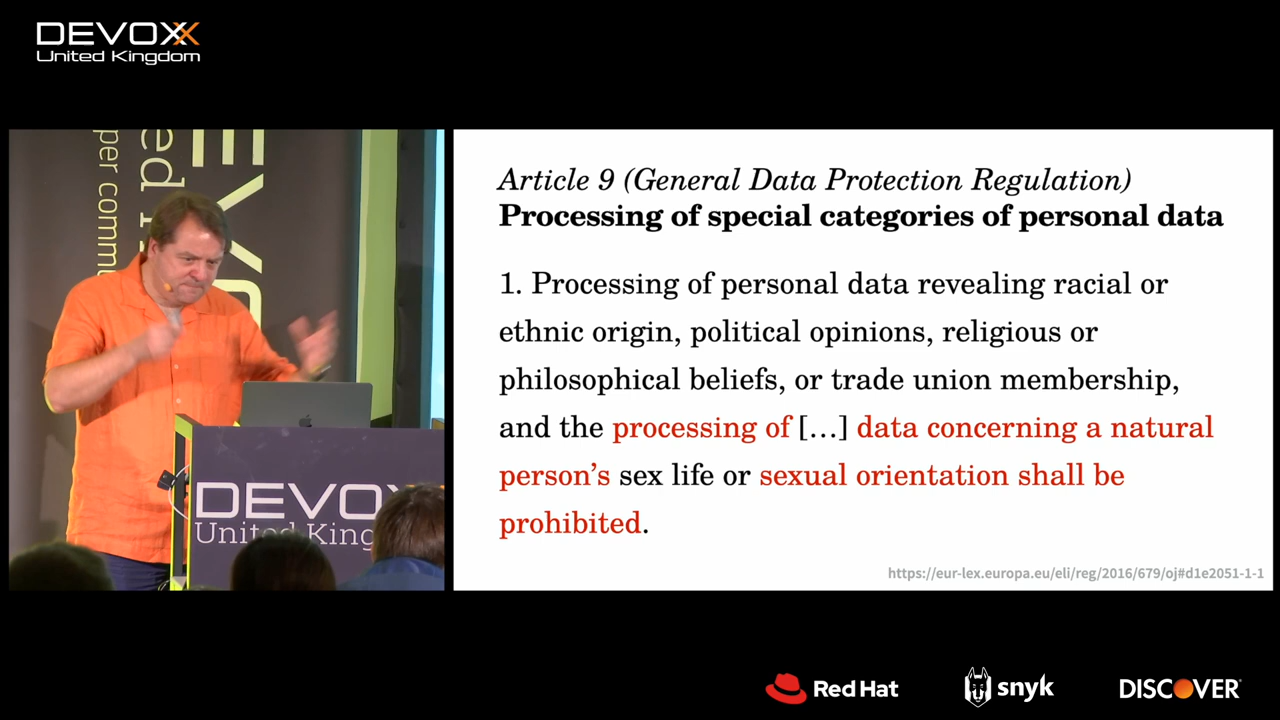 DEVOXX
United Kingdom
Article 9 (General Data Protection Regulation)
Processing of special categories of personal data
1. Processing of personal data revealing racial or
ethnic origin, political opinions, religious or
philosophical beliefs, or trade union membership,
and the processing of […] data concerning a natural
person’s sex life or sexual orientation shall be
prohibited.
https://eur-lex.europa.eu/eli/reg/2016/679/oj#d1e2051-1-1
DEVOX
United King
Red Hat
snyk
DISCOVER